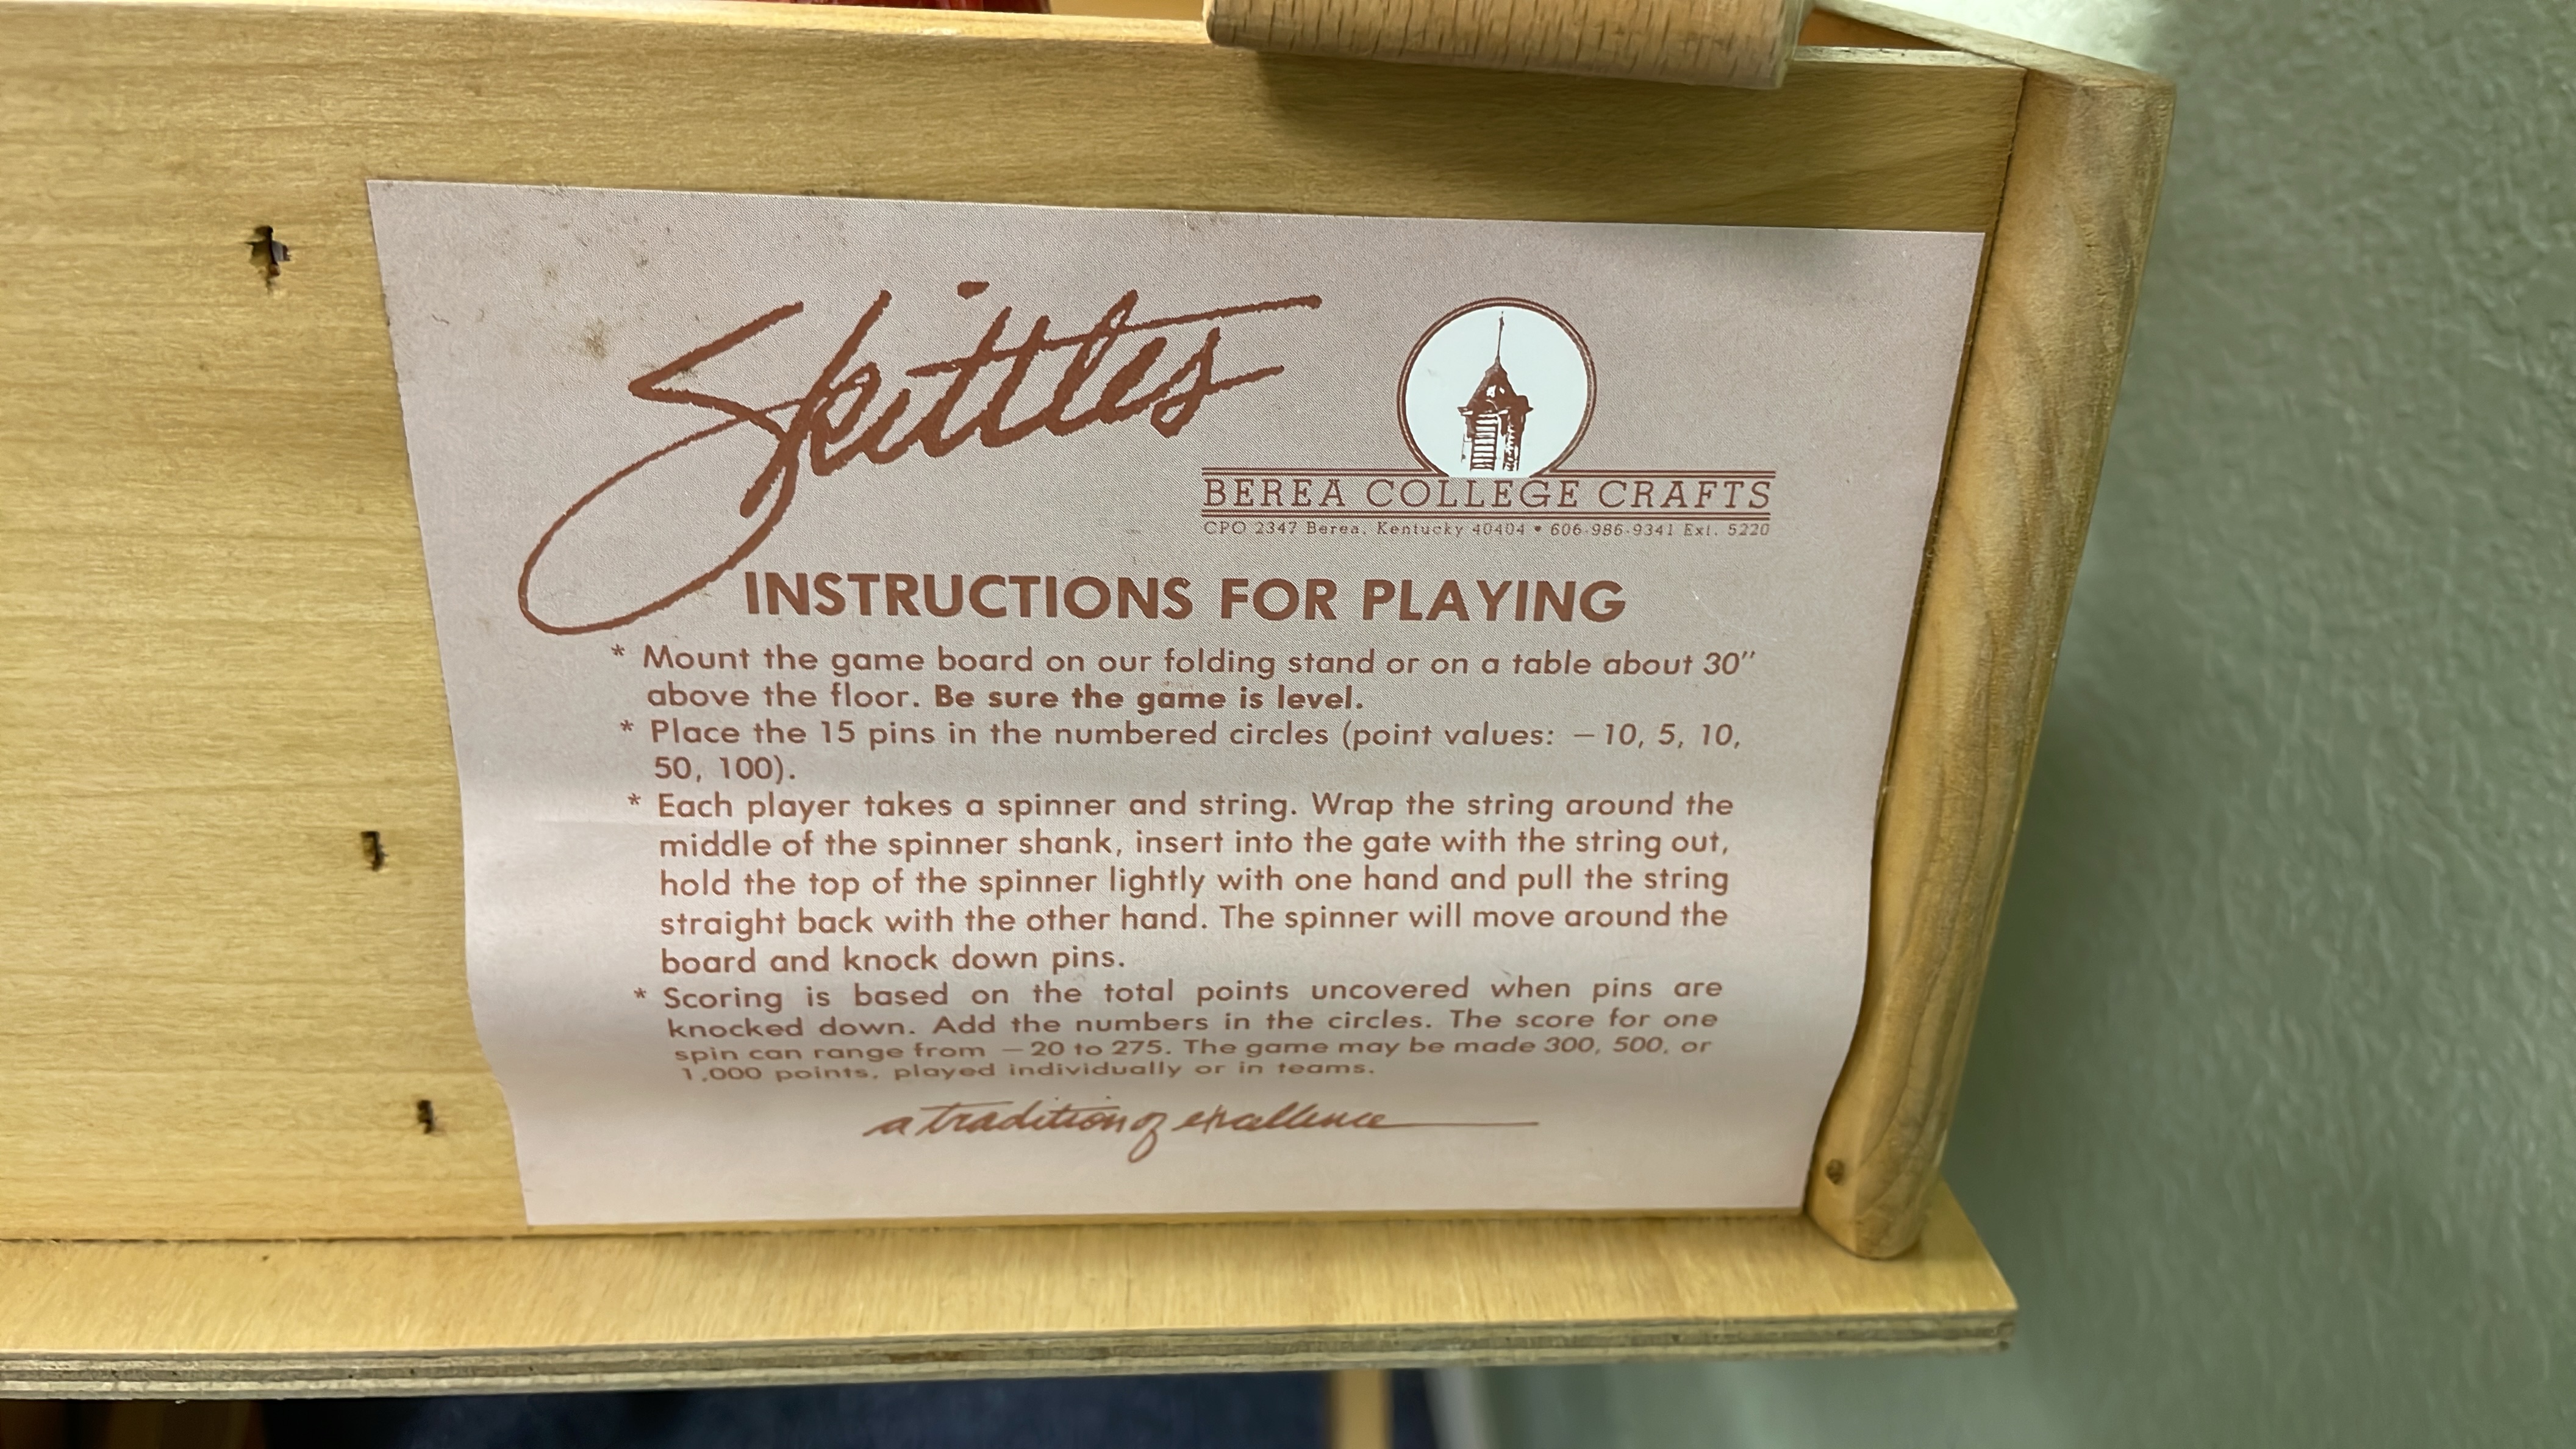 Skittles
BEREA COLLEGE CRAFTS
CPO 2347 Berea, Kentucky 40404 • 606-986-9341 Ext. 5220
INSTRUCTIONS FOR PLAYING
* Mount the game board on our folding stand or on a table about 30"
above the floor. Be sure the game is level.
* Place the 15 pins in the numbered circles (point values: −10, 5, 10,
50, 100).
* Each player takes a spinner and string. Wrap the string around the
middle of the spinner shank, insert into the gate with the string out,
hold the top of the spinner lightly with one hand and pull the string
straight back with the other hand. The spinner will move around the
board and knock down pins.
* Scoring is based on the total points uncovered when pins are
knocked down. Add the numbers in the circles. The score for one
spin can range from −20 to 275. The game may be made 300, 500, or
1,000 points, played individually or in teams.
a tradition of excellence